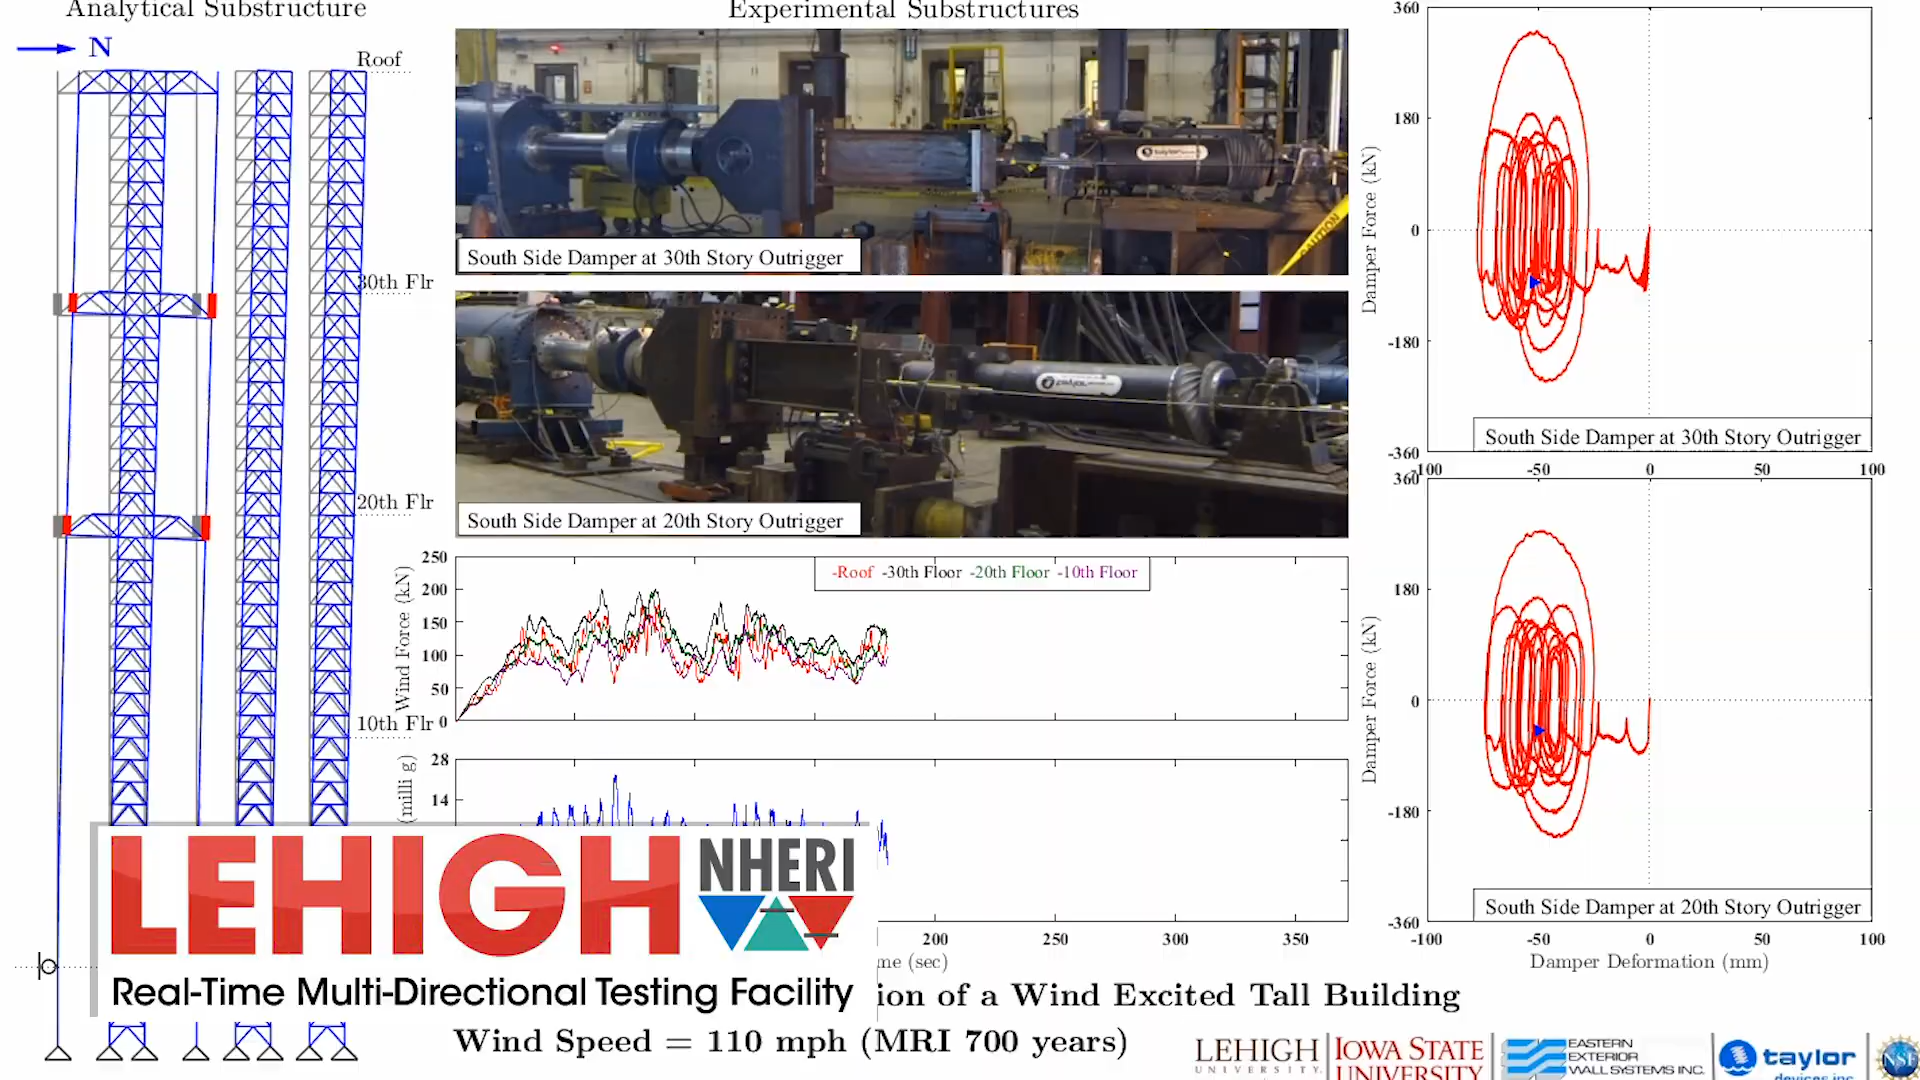 Analytical Substructure
Experimental Substructures
N
Roof
30th Flr
20th Flr
10th Flr
South Side Damper at 30th Story Outrigger
CAUTION
taylor
South Side Damper at 20th Story Outrigger
Wind Force (kN)
250
200
150
100
50
0
-Roof -30th Floor -20th Floor -10th Floor
(milli g)
28
14
200
250
300
350
me (sec)
Damper Force (kN)
360
180
0
-180
-360
South Side Damper at 30th Story Outrigger
-100
-50
0
50
100
Damper Force (kN)
360
180
0
-180
-360
South Side Damper at 20th Story Outrigger
-100
-50
0
50
100
Damper Deformation (mm)
LEHIGH
NHERI
Real-Time Multi-Directional Testing Facility
ion of a Wind Excited Tall Building
Wind Speed = 110 mph (MRI 700 years)
LEHIGH
UNIVERSITY.
IOWA STATE
UNIVERSITY
EASTERN
EXTERIOR
WALL SYSTEMS INC.
taylor
devices inc.
NSF